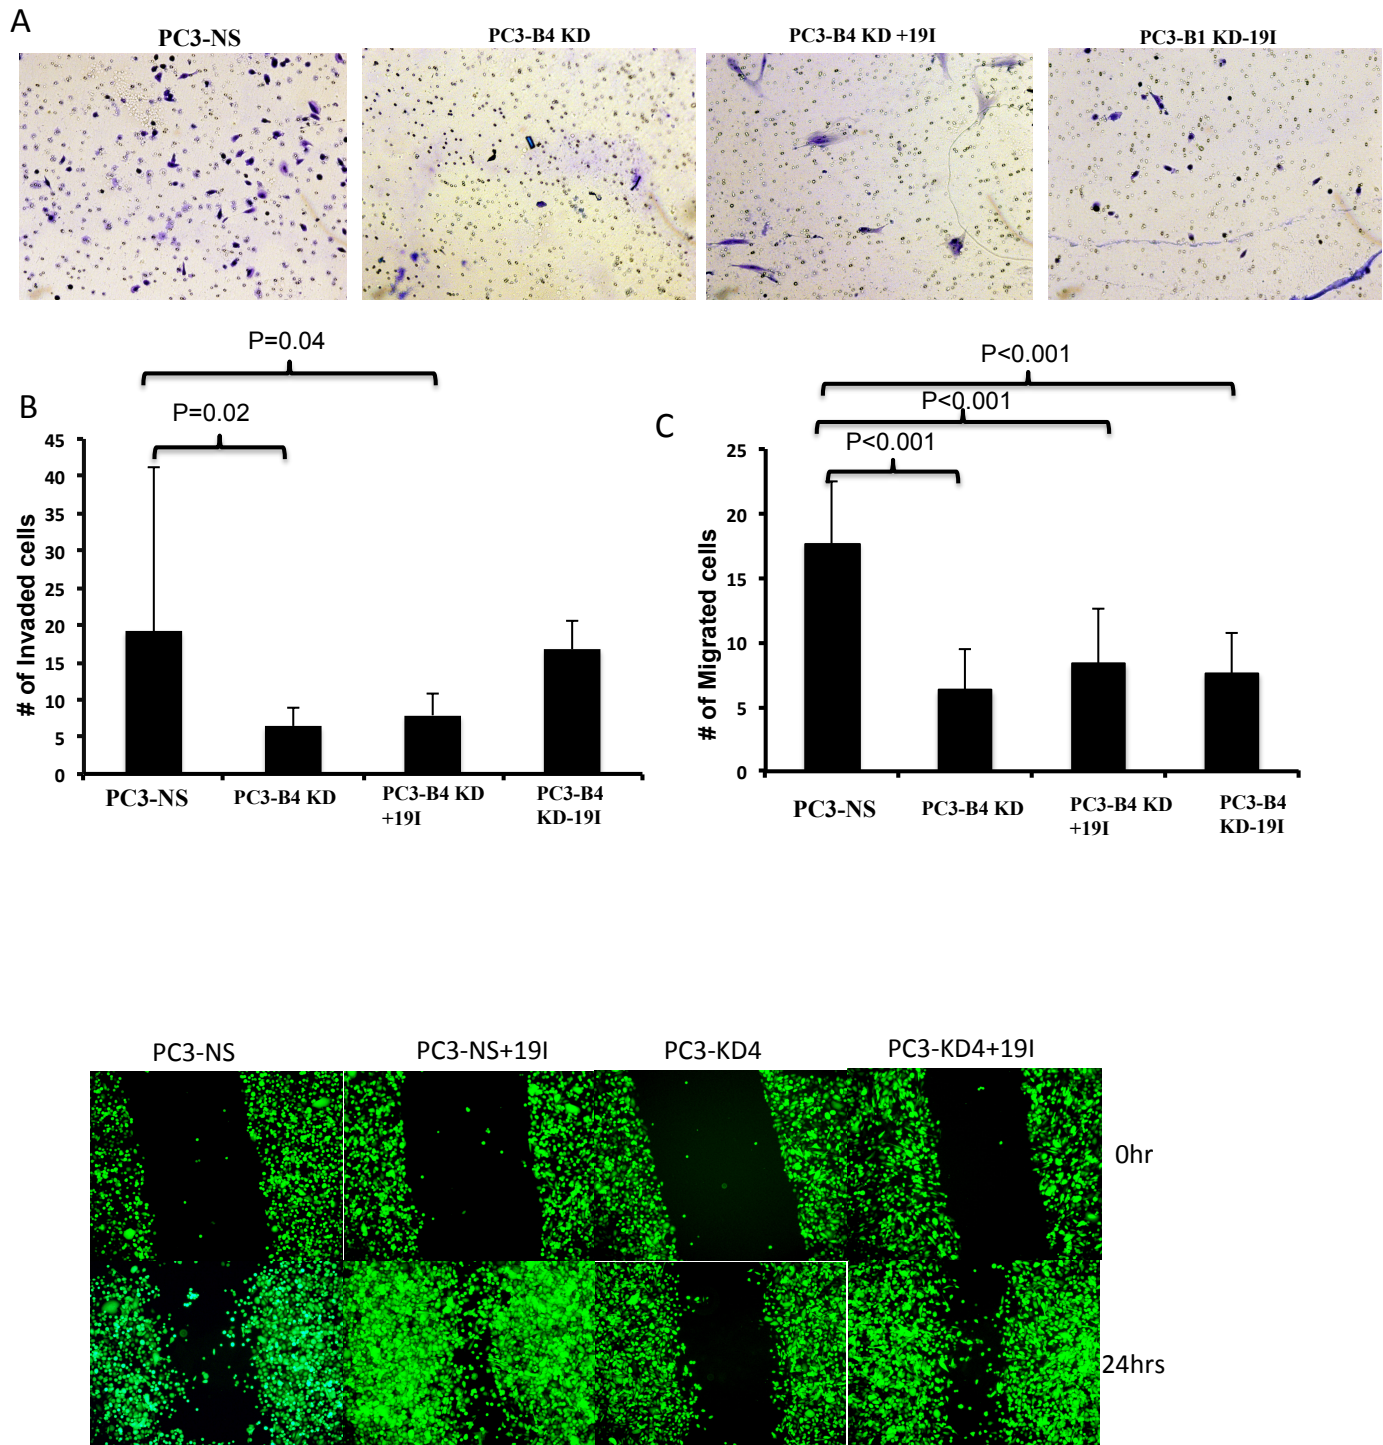 A
PC3-NS
PC3-B4 KD
PC3-B4 KD +19I
PC3-B1 KD-19I
P=0.04
P=0.02
B
45
40
35
30
25
20
15
10
5
0
# of Invaded cells
PC3-NS
PC3-B4 KD
PC3-B4 KD
+19I
PC3-B4
KD-19I
P<0.001
P<0.001
P<0.001
C
25
20
15
10
5
0
# of Migrated cells
PC3-NS
PC3-B4 KD
PC3-B4 KD
+19I
PC3-B4
KD-19I
PC3-NS
PC3-NS+19I
PC3-KD4
PC3-KD4+19I
0hr
24hrs